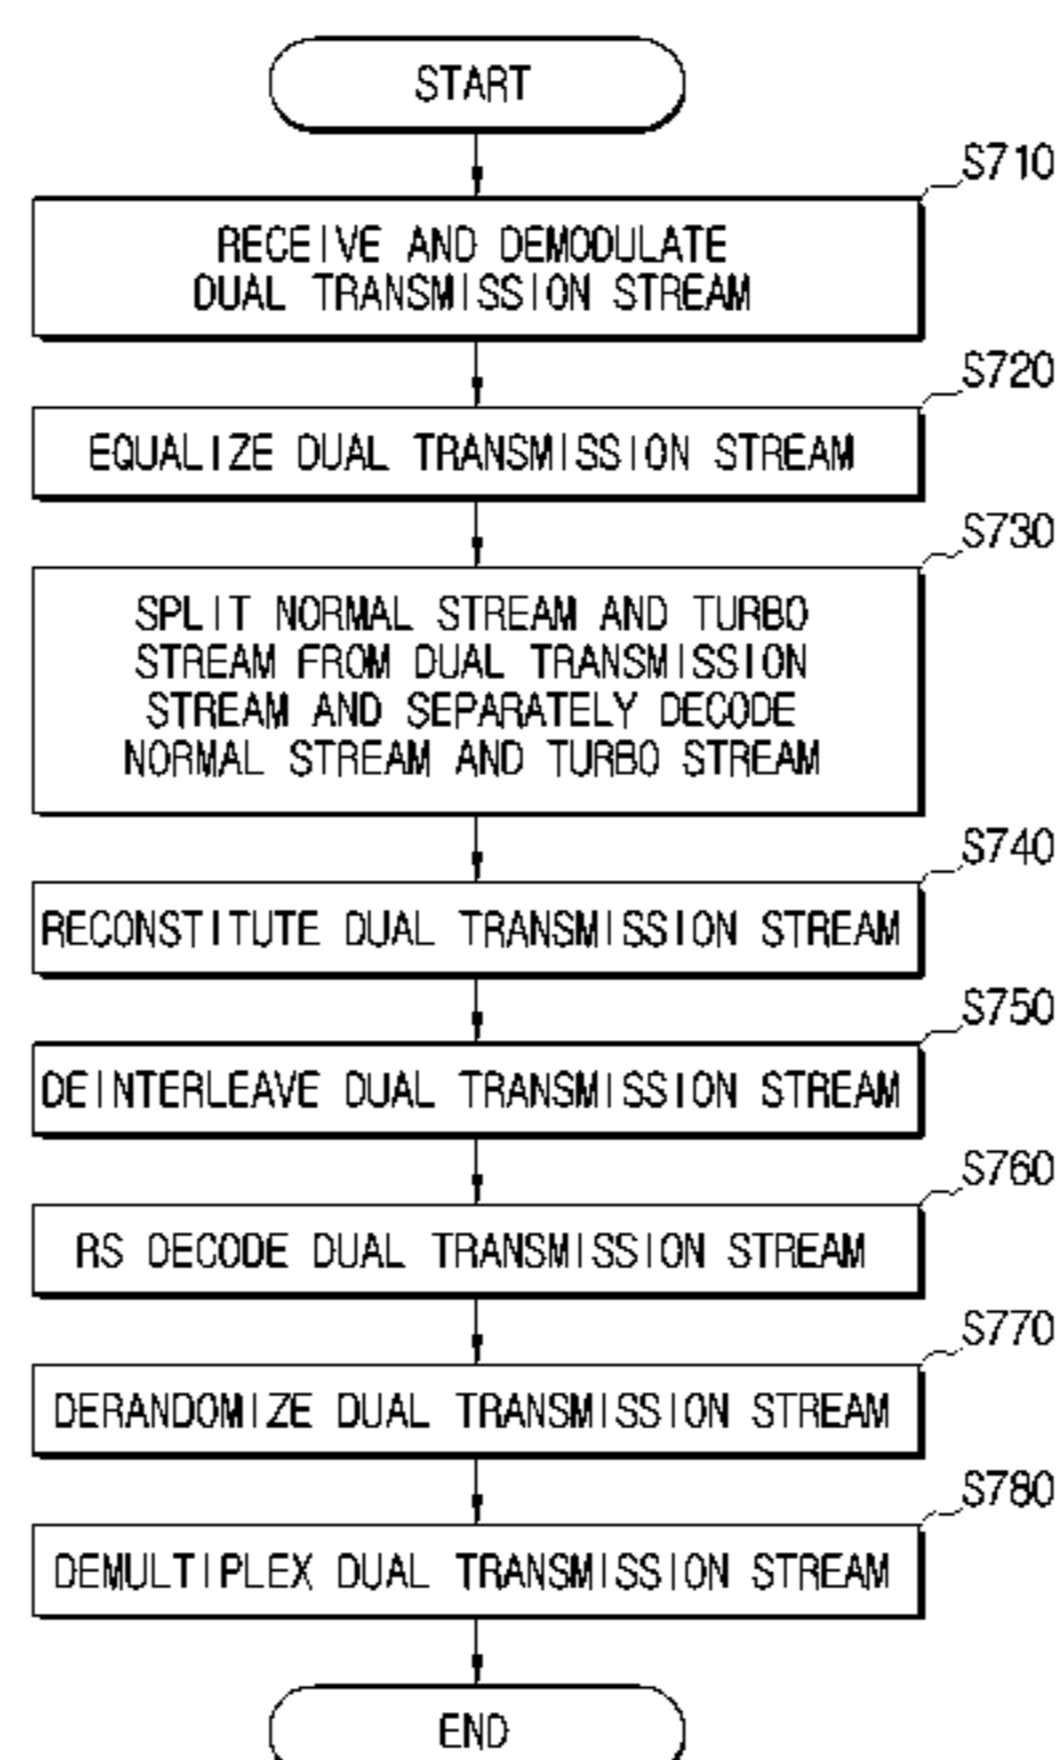 START
S710
RECEIVE AND DEMODULATE
DUAL TRANSMISSION STREAM
S720
EQUALIZE DUAL TRANSMISSION STREAM
S730
SPLIT NORMAL STREAM AND TURBO
STREAM FROM DUAL TRANSMISSION
STREAM AND SEPARATELY DECODE
NORMAL STREAM AND TURBO STREAM
S740
RECONSTITUTE DUAL TRANSMISSION STREAM
S750
DEINTERLEAVE DUAL TRANSMISSION STREAM
S760
RS DECODE DUAL TRANSMISSION STREAM
S770
DERANDOMIZE DUAL TRANSMISSION STREAM
S780
DEMULTIPLEX DUAL TRANSMISSION STREAM
END